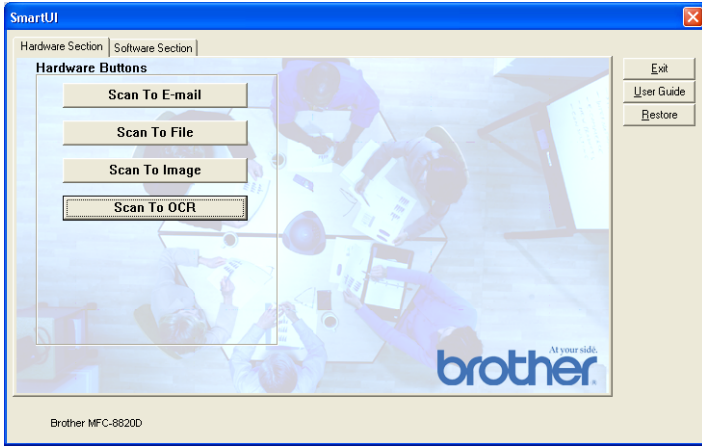 SmartUI
Hardware Section
Software Section
Hardware Buttons
Scan To E-mail
Scan To File
Scan To Image
Scan To OCR
Exit
User Guide
Restore
At your side.
brother
Brother MFC-8820D